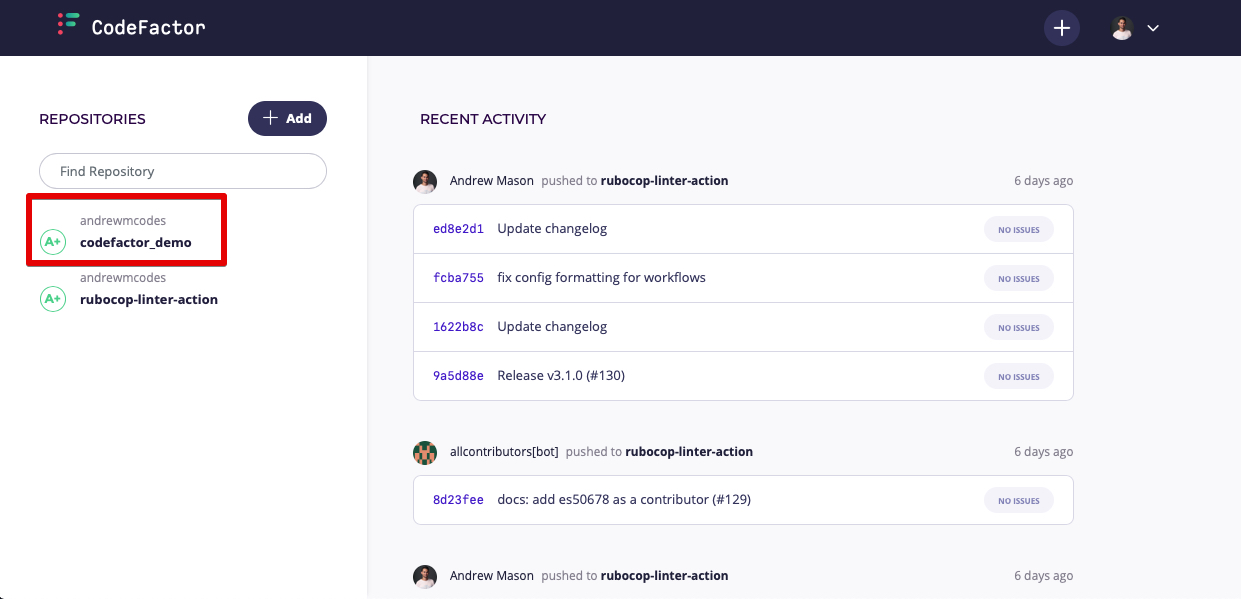 CodeFactor
REPOSITORIES
Add
Find Repository
andrewmcodes
A+ codefactor_demo
andrewmcodes
A+ rubocop-linter-action
RECENT ACTIVITY
Andrew Mason pushed to rubocop-linter-action 6 days ago
ed8e2d1 Update changelog NO ISSUES
fcba755 fix config formatting for workflows NO ISSUES
1622b8c Update changelog NO ISSUES
9a5d88e Release v3.1.0 (#130) NO ISSUES
allcontributors[bot] pushed to rubocop-linter-action 6 days ago
8d23fee docs: add es50678 as a contributor (#129) NO ISSUES
Andrew Mason pushed to rubocop-linter-action 6 days ago